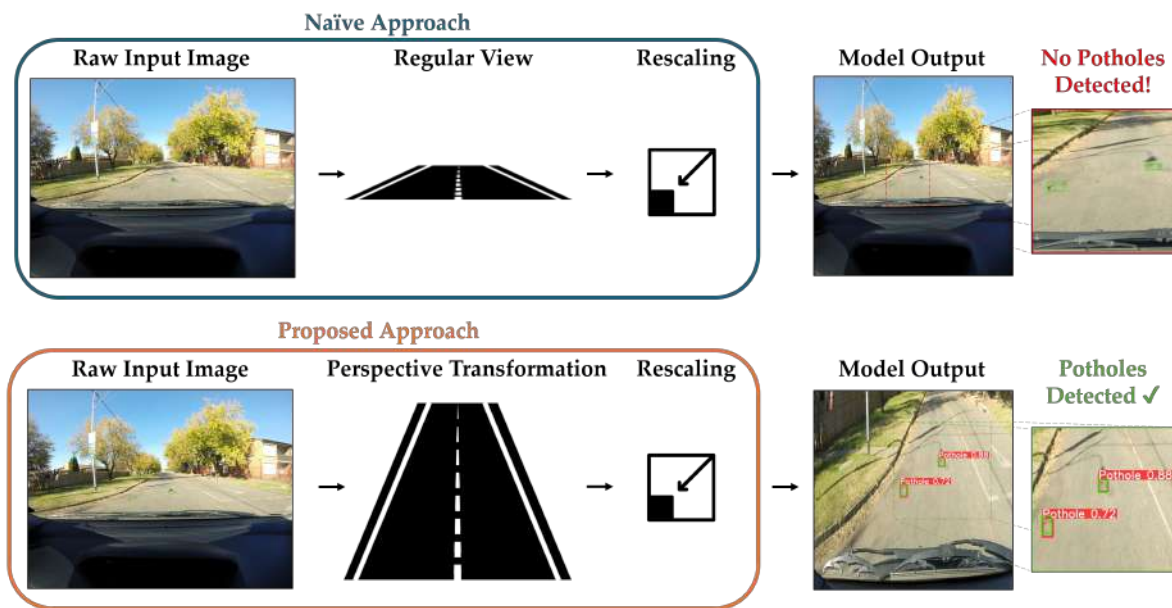 Naïve Approach
Raw Input Image
Regular View
Rescaling
Model Output
No Potholes
Detected!
Proposed Approach
Raw Input Image
Perspective Transformation
Rescaling
Model Output
Potholes
Detected ✓
Pothole 0.88
Pothole 0.72
Pothole 0.88
Pothole 0.72